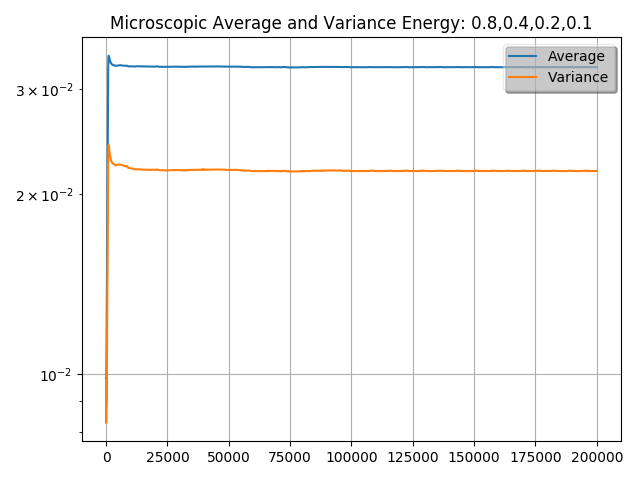 Microscopic Average and Variance Energy: 0.8,0.4,0.2,0.1
Average
Variance
3 × 10⁻²
2 × 10⁻²
10⁻²
0 25000 50000 75000 100000 125000 150000 175000 200000